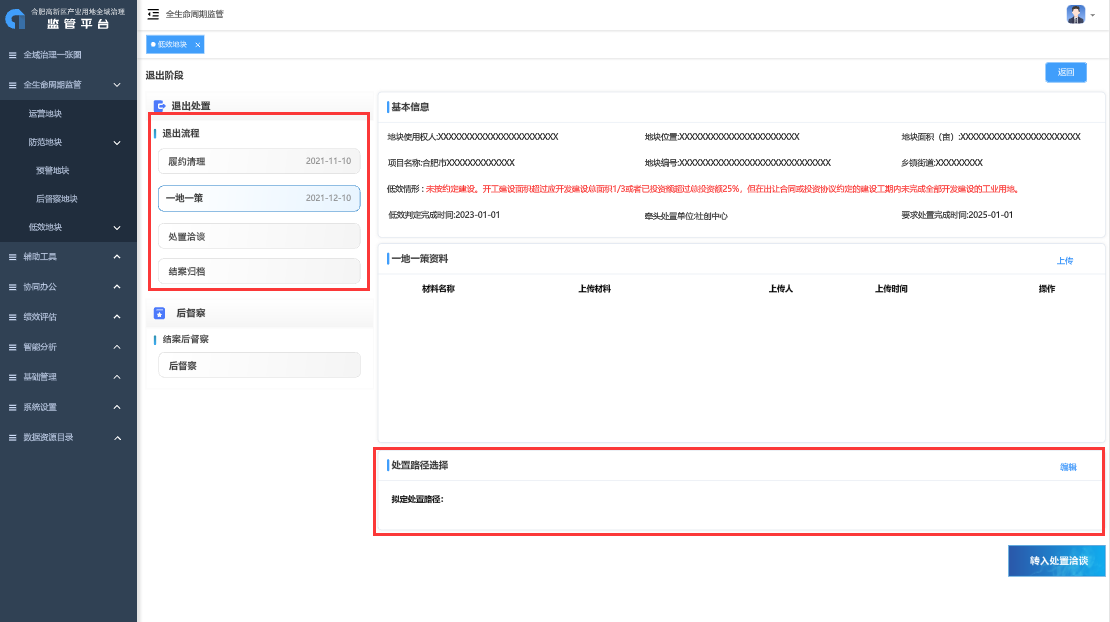 合肥高新区产业用地全域治理
监管平台
全域治理一张图
全生命周期监管
运营地块
防范地块
预警地块
后督察地块
低效地块
辅助工具
协同办公
绩效评估
智能分析
基础管理
系统设置
数据资源目录
全生命周期监管
低效地块 ×
退出阶段
返回
退出处置
退出流程
履约清理 2021-11-10
一地一策 2021-12-10
处置洽谈
结案归档
后督察
结案后督察
后督察
基本信息
地块使用权人:XXXXXXXXXXXXXXXXXXXXXXXX 地块位置:XXXXXXXXXXXXXXXXXXXXXXXX 地块面积（亩）:XXXXXXXXXXXXXXXXXXXXXXXX
项目名称:合肥市XXXXXXXXXXXXX 地块编号:XXXXXXXXXXXXXXXXXXXXXXXXXXXXXX 乡镇街道:XXXXXXXXX
低效情形：未按约定建设。开工建设面积超过应开发建设总面积1/3或者已投资额超过总投资额25%，但在出让合同或投资协议约定的建设工期内未完成全部开发建设的工业用地。
低效判定完成时间:2023-01-01 牵头处置单位:社创中心 要求处置完成时间:2025-01-01
一地一策资料 上传
材料名称 上传材料 上传人 上传时间 操作
处置路径选择 编辑
拟定处置路径:
转入处置洽谈